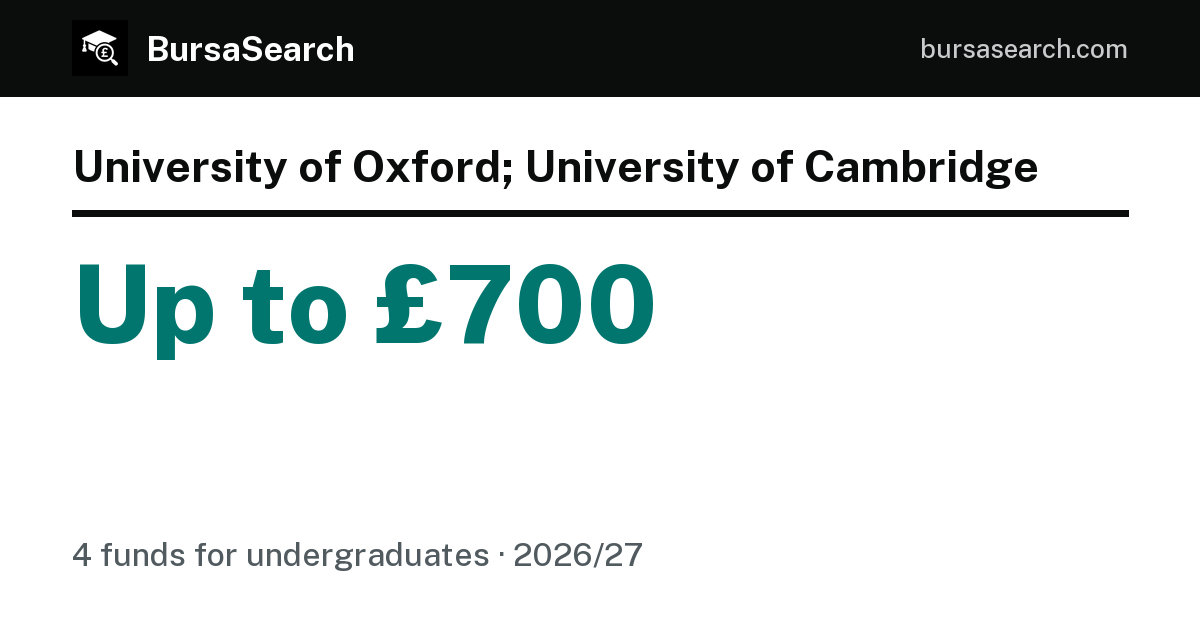 £
BursaSearch
bursasearch.com
University of Oxford; University of Cambridge
Up to £700
4 funds for undergraduates · 2026/27